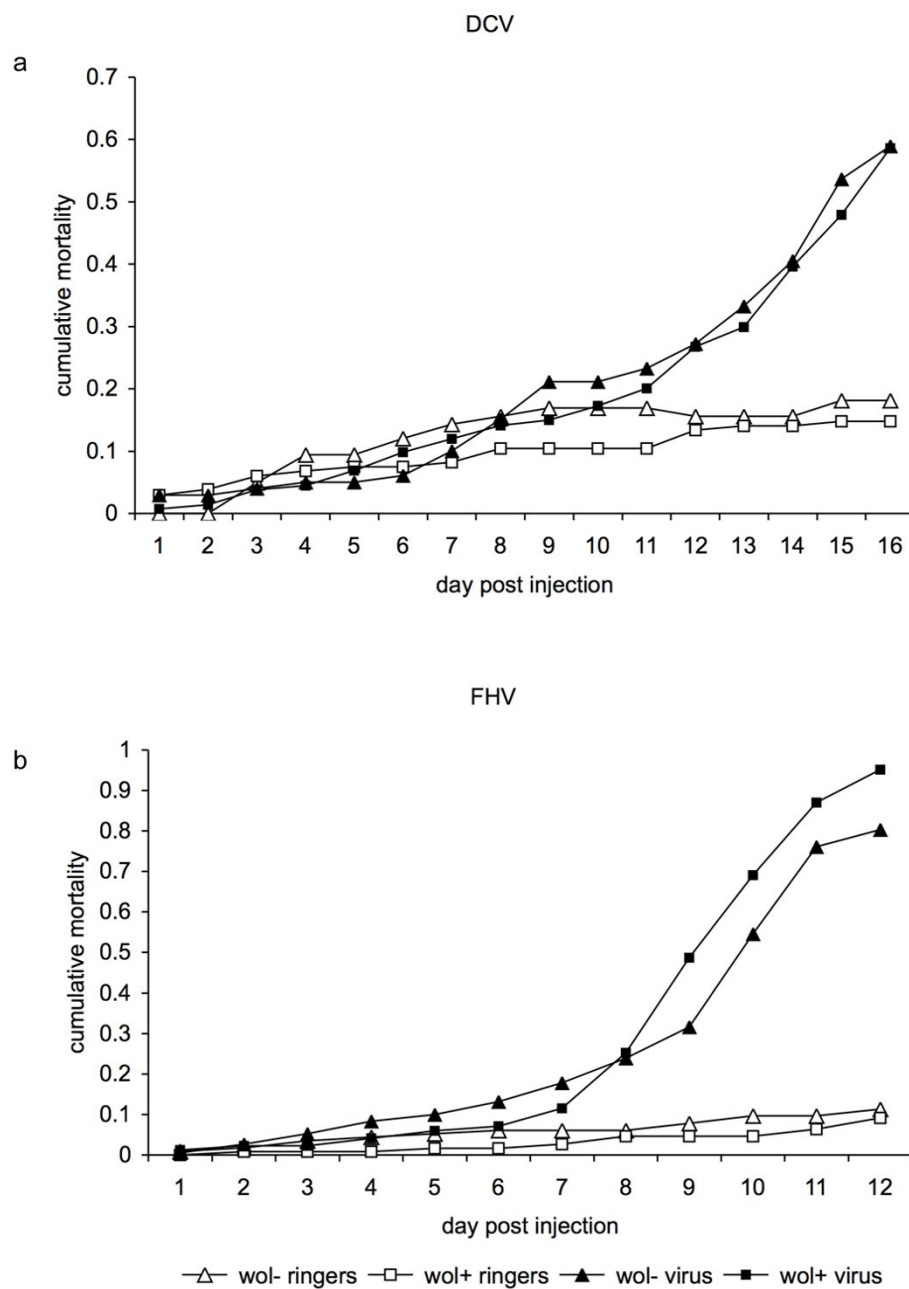 DCV
a
0.7
0.6
0.5
0.4
0.3
0.2
0.1
0
cumulative mortality
1 2 3 4 5 6 7 8 9 10 11 12 13 14 15 16
day post injection
FHV
b
1
0.9
0.8
0.7
0.6
0.5
0.4
0.3
0.2
0.1
0
cumulative mortality
1 2 3 4 5 6 7 8 9 10 11 12
day post injection
wol- ringers wol+ ringers wol- virus wol+ virus